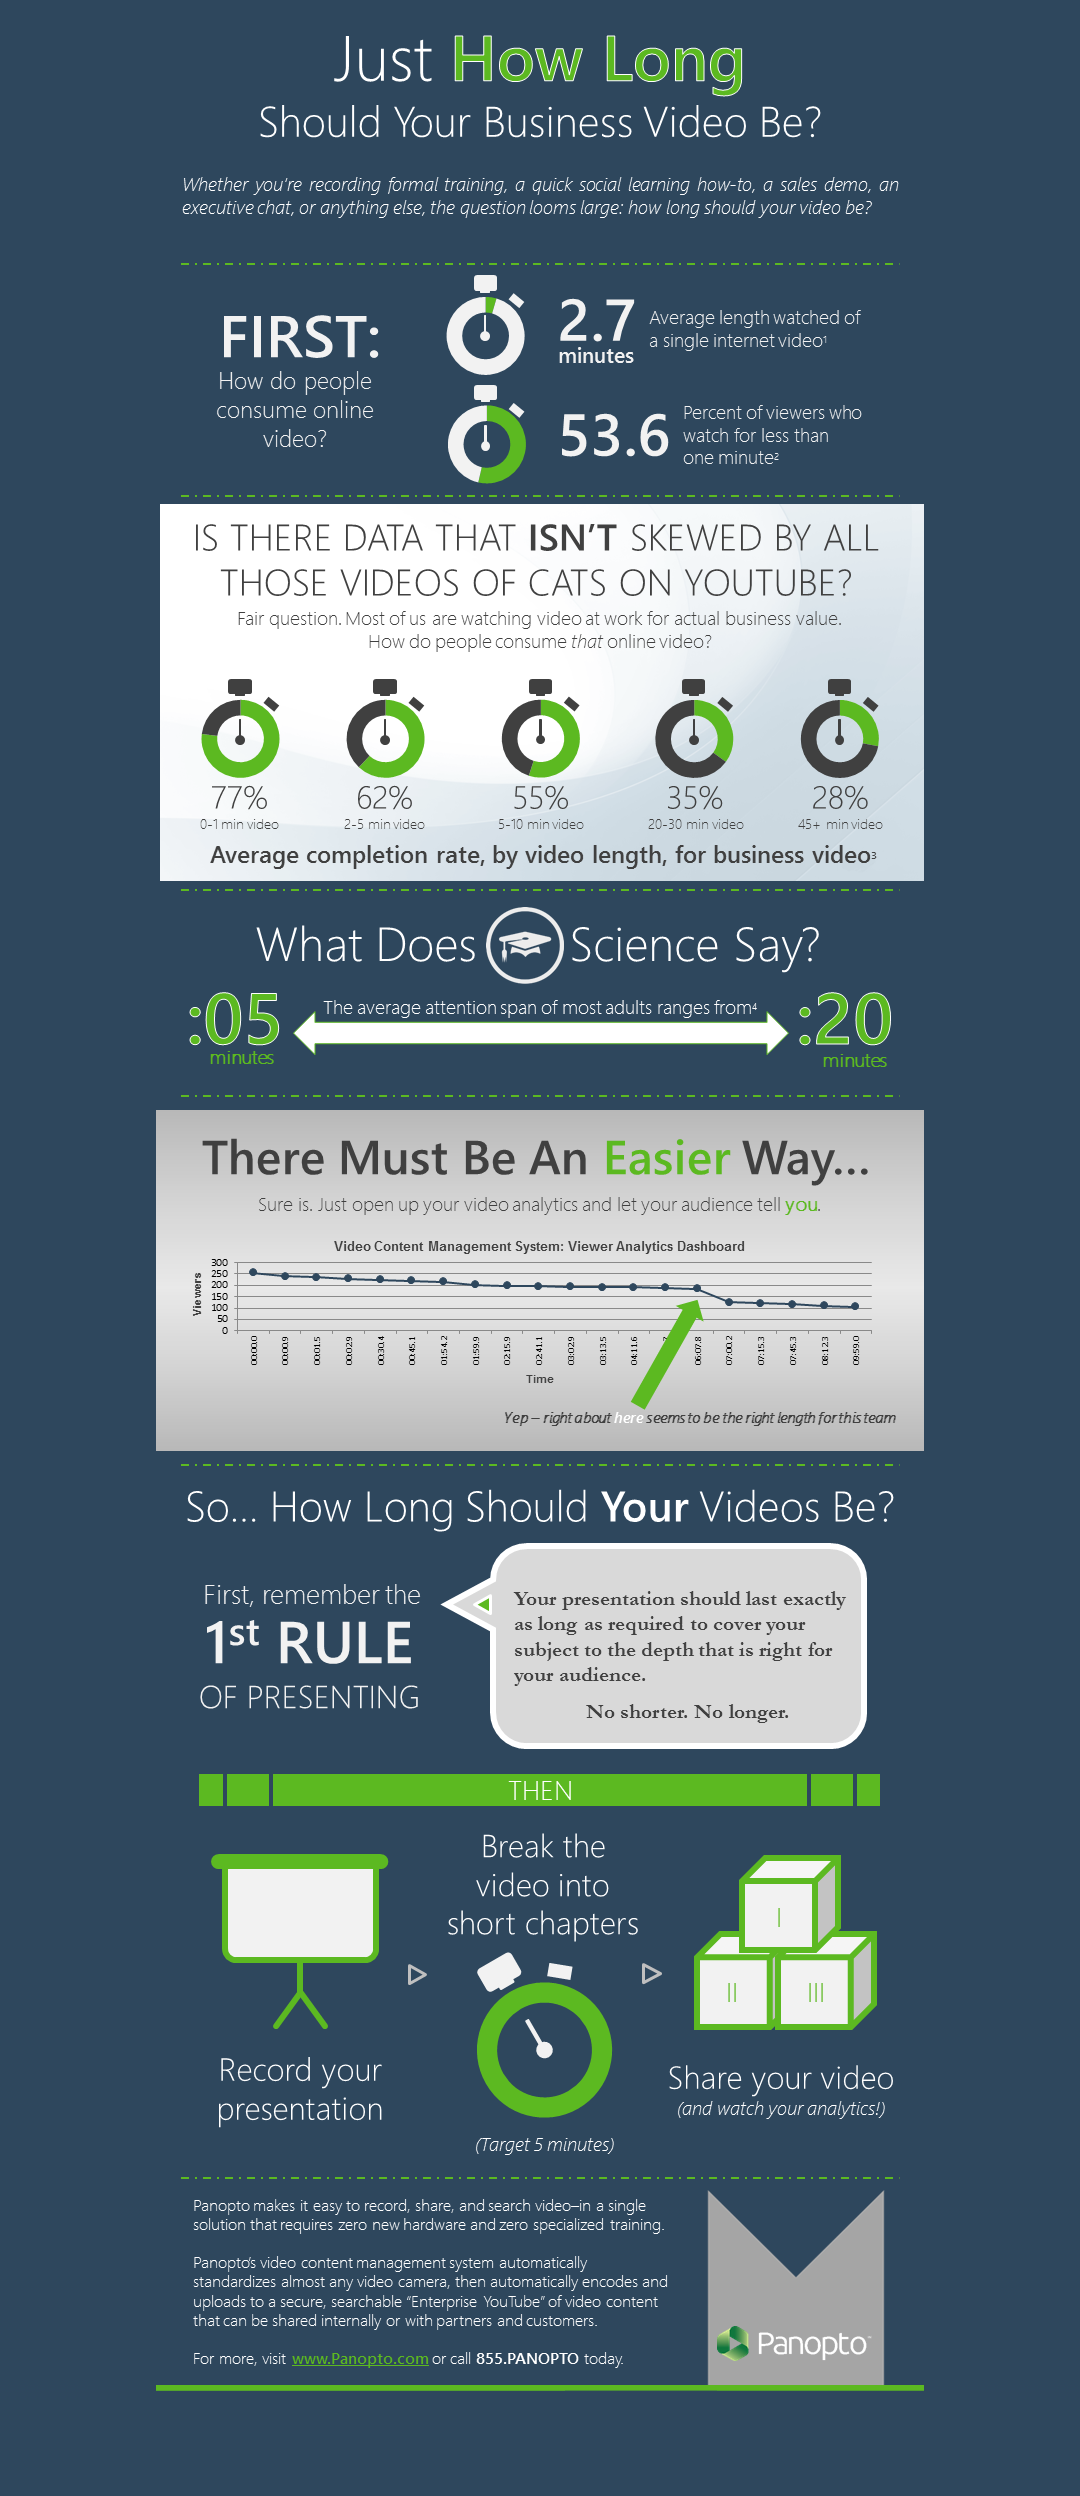 Just How Long
Should Your Business Video Be?
Whether you're recording formal training, a quick social learning how-to, a sales demo, an
executive chat, or anything else, the question looms large: how long should your video be?
FIRST:
How do people
consume online
video?
2.7
minutes
Average length watched of
a single internet video¹
53.6
Percent of viewers who
watch for less than
one minute²
IS THERE DATA THAT ISN'T SKEWED BY ALL
THOSE VIDEOS OF CATS ON YOUTUBE?
Fair question. Most of us are watching video at work for actual business value.
How do people consume that online video?
77%
0-1 min video
62%
2-5 min video
55%
5-10 min video
35%
20-30 min video
28%
45+ min video
Average completion rate, by video length, for business video³
What Does Science Say?
:05
minutes
The average attention span of most adults ranges from⁴
:20
minutes
There Must Be An Easier Way...
Sure is. Just open up your video analytics and let your audience tell you.
Video Content Management System: Viewer Analytics Dashboard
Viewers
300
250
200
150
100
50
0
00:00.0
00:00.9
00:01.5
00:02.9
00:30.4
00:45.1
01:54.2
01:59.9
02:15.9
02:41.1
03:02.9
03:13.5
04:11.6
06:07.8
07:00.2
07:15.3
07:45.3
08:12.3
09:59.0
Time
Yep – right about here seems to be the right length for this team
So... How Long Should Your Videos Be?
First, remember the
1st RULE
OF PRESENTING
Your presentation should last exactly
as long as required to cover your
subject to the depth that is right for
your audience.
No shorter. No longer.
THEN
Record your
presentation
Break the
video into
short chapters
(Target 5 minutes)
I
II
III
Share your video
(and watch your analytics!)
Panopto makes it easy to record, share, and search video–in a single
solution that requires zero new hardware and zero specialized training.
Panopto's video content management system automatically
standardizes almost any video camera, then automatically encodes and
uploads to a secure, searchable "Enterprise YouTube" of video content
that can be shared internally or with partners and customers.
For more, visit www.Panopto.com or call 855.PANOPTO today.
Panopto™